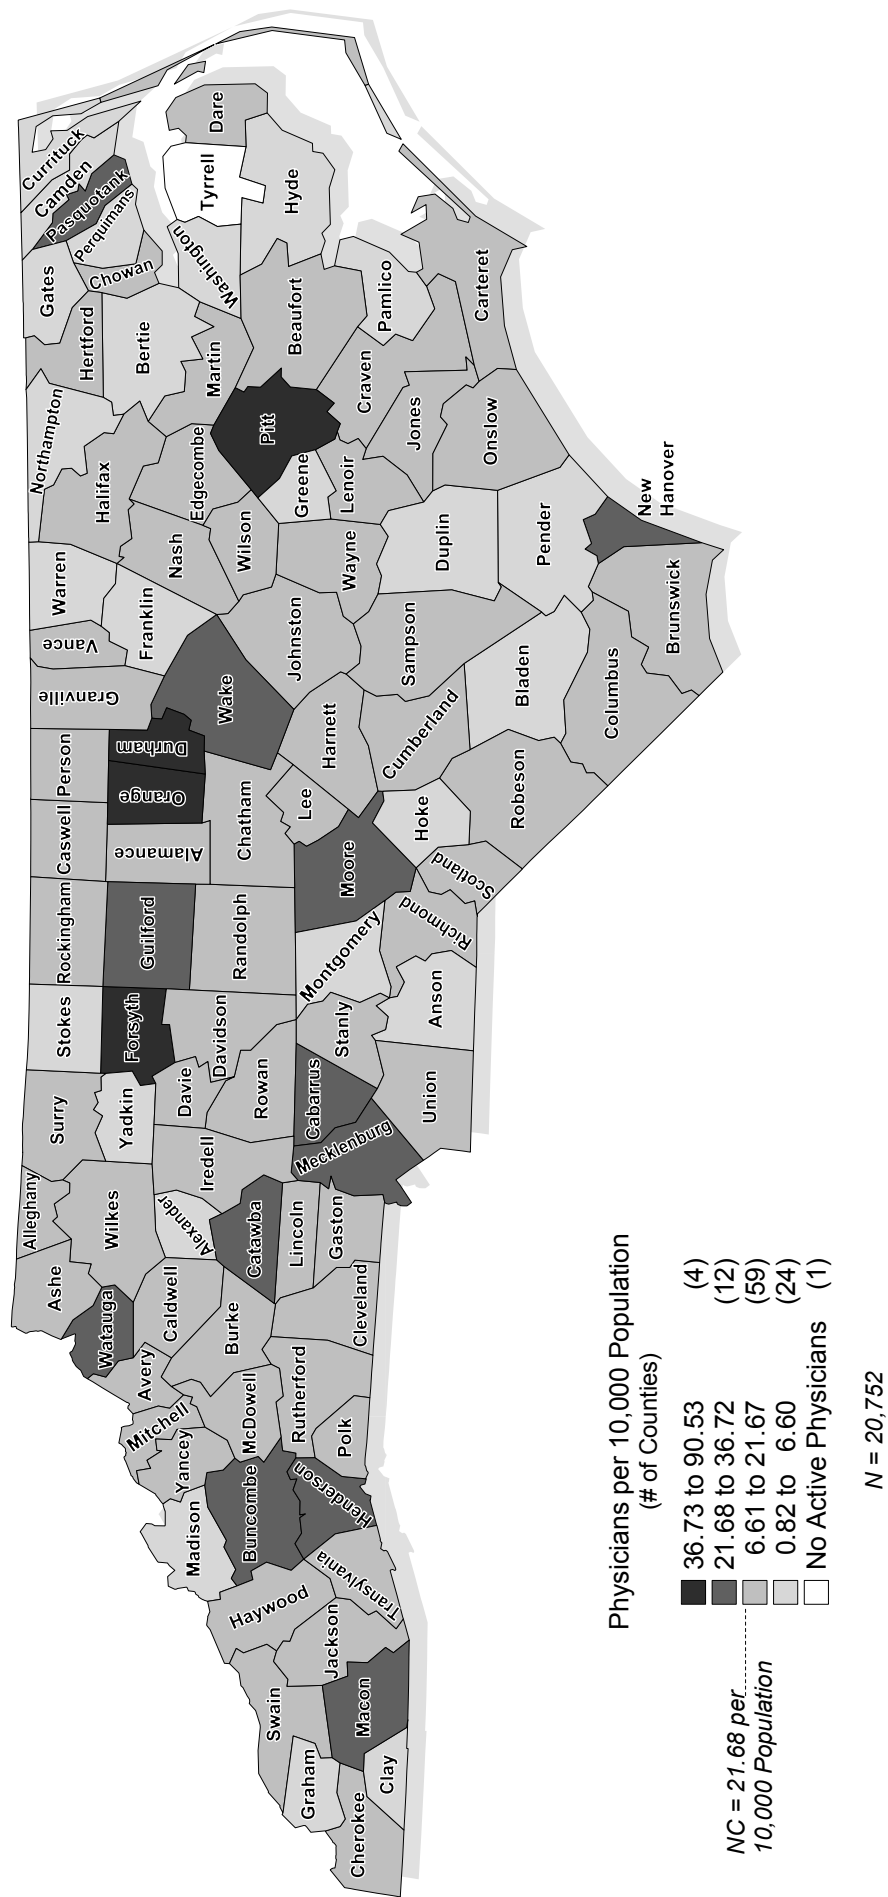 Alleghany
Northampton
Gates
Currituck
Camden
Pasquotank
Perquimans
Ashe
Surry
Stokes
Rockingham
Caswell
Person
Granville
Vance
Warren
Hertford
Halifax
Chowan
Watauga
Wilkes
Yadkin
Forsyth
Guilford
Alamance
Orange
Durham
Franklin
Bertie
Mitchell
Avery
Caldwell
Alexander
Davie
Nash
Edgecombe
Martin
Washington
Tyrrell
Dare
Madison
Yancey
Iredell
Davidson
Randolph
Chatham
Wake
Wilson
Pitt
Buncombe
McDowell
Burke
Catawba
Rowan
Haywood
Swain
Rutherford
Lincoln
Johnston
Greene
Beaufort
Hyde
Graham
Jackson
Henderson
Polk
Cleveland
Gaston
Mecklenburg
Cabarrus
Stanly
Montgomery
Moore
Lee
Harnett
Wayne
Lenoir
Craven
Pamlico
Cherokee
Clay
Macon
Transylvania
Union
Anson
Richmond
Scotland
Hoke
Cumberland
Sampson
Duplin
Jones
Onslow
Carteret
Robeson
Bladen
Pender
Columbus
Brunswick
New
Hanover
Physicians per 10,000 Population
(# of Counties)
36.73 to 90.53 (4)
21.68 to 36.72 (12)
6.61 to 21.67 (59)
0.82 to 6.60 (24)
No Active Physicians (1)
NC = 21.68 per
10,000 Population
N = 20,752